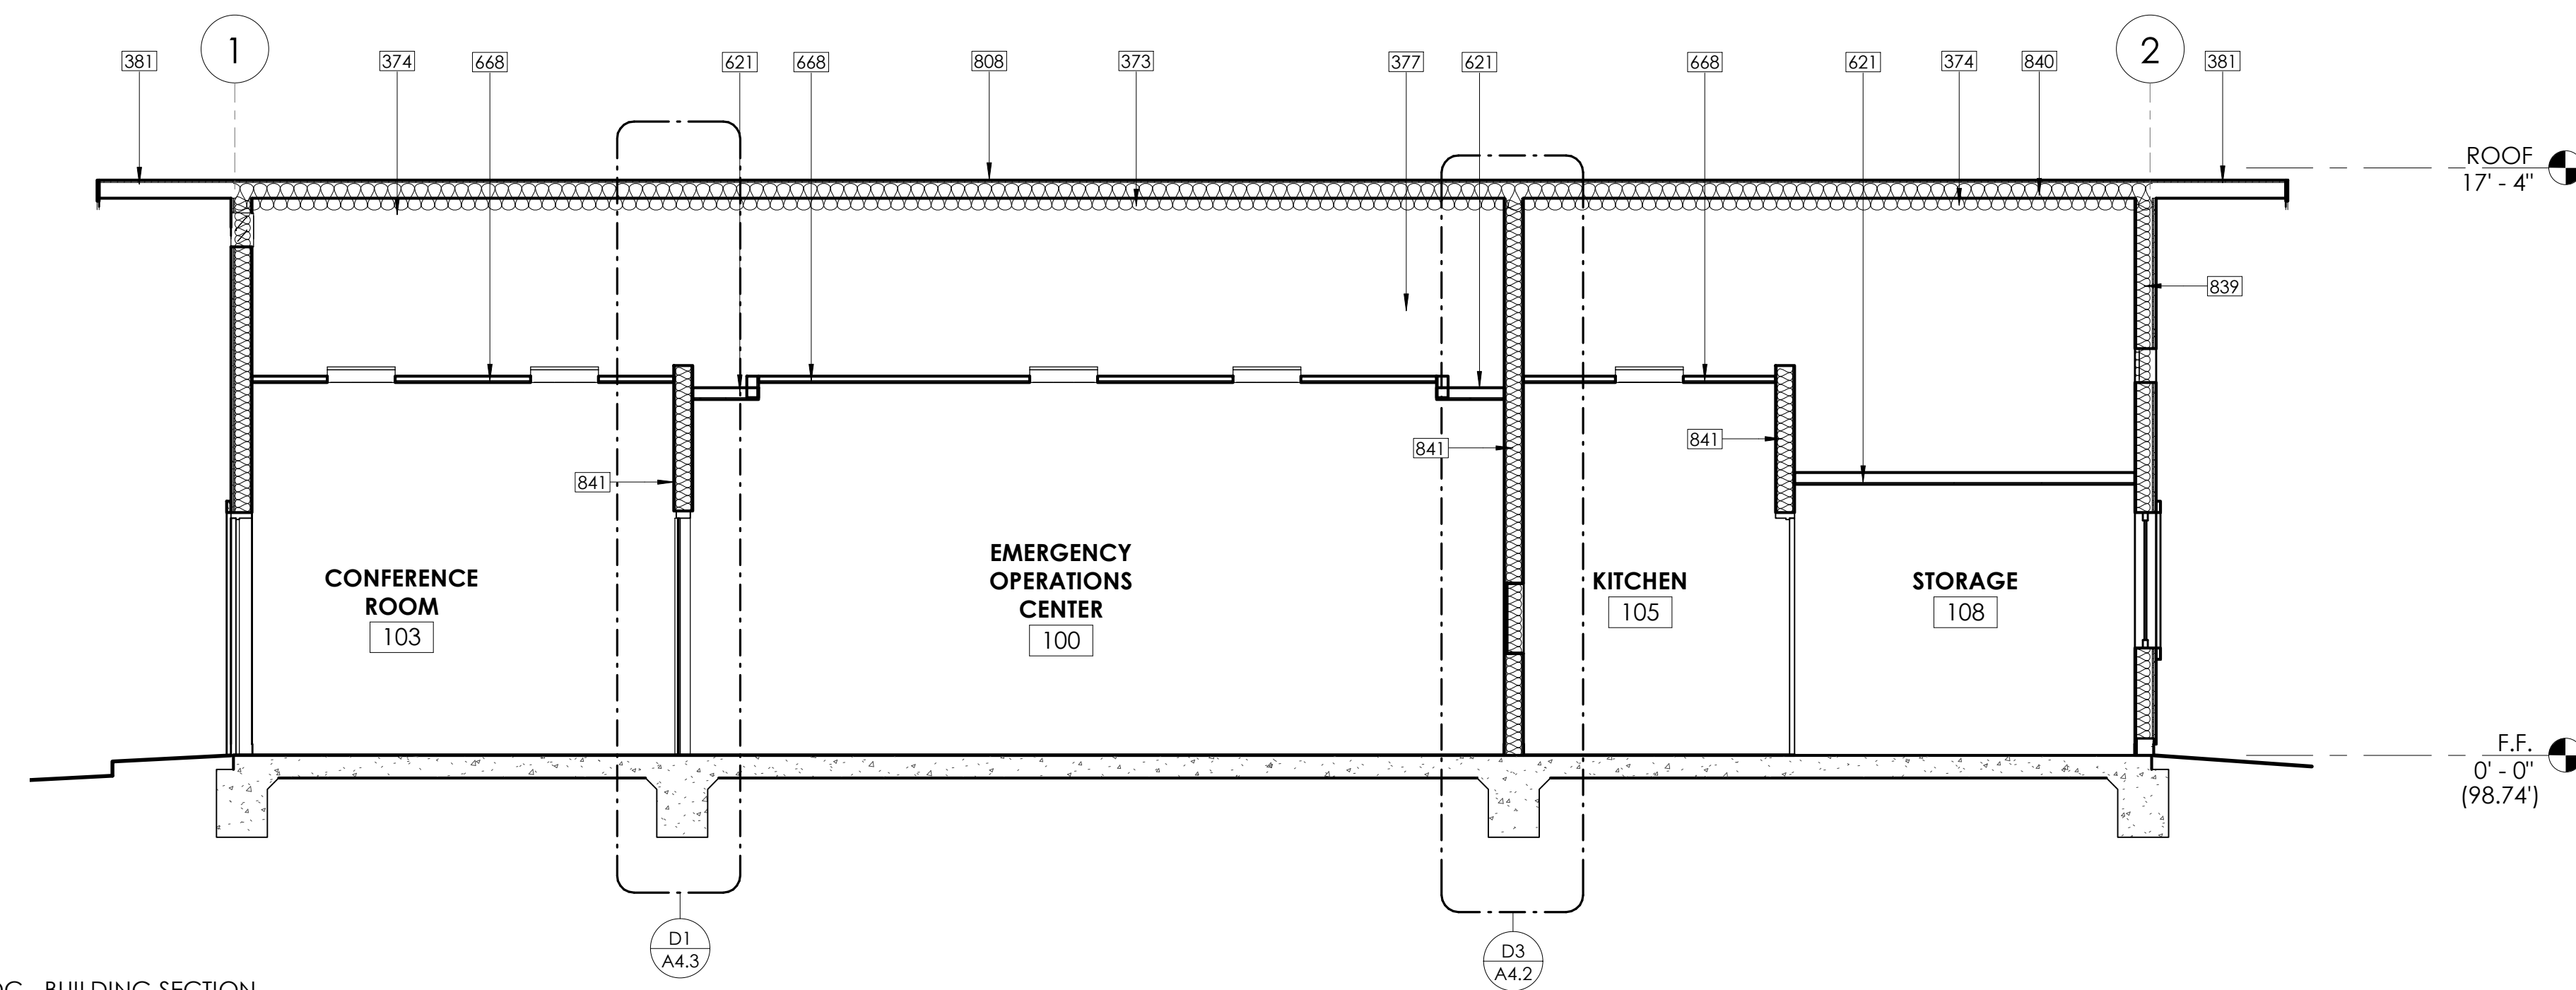 1
2
381
374
668
621
668
808
373
377
621
668
621
374
840
381
ROOF
17' - 4"
839
841
841
841
CONFERENCE
ROOM
103
EMERGENCY
OPERATIONS
CENTER
100
KITCHEN
105
STORAGE
108
F.F.
0' - 0"
(98.74')
D1
A4.3
D3
A4.2
BUILDING SECTION